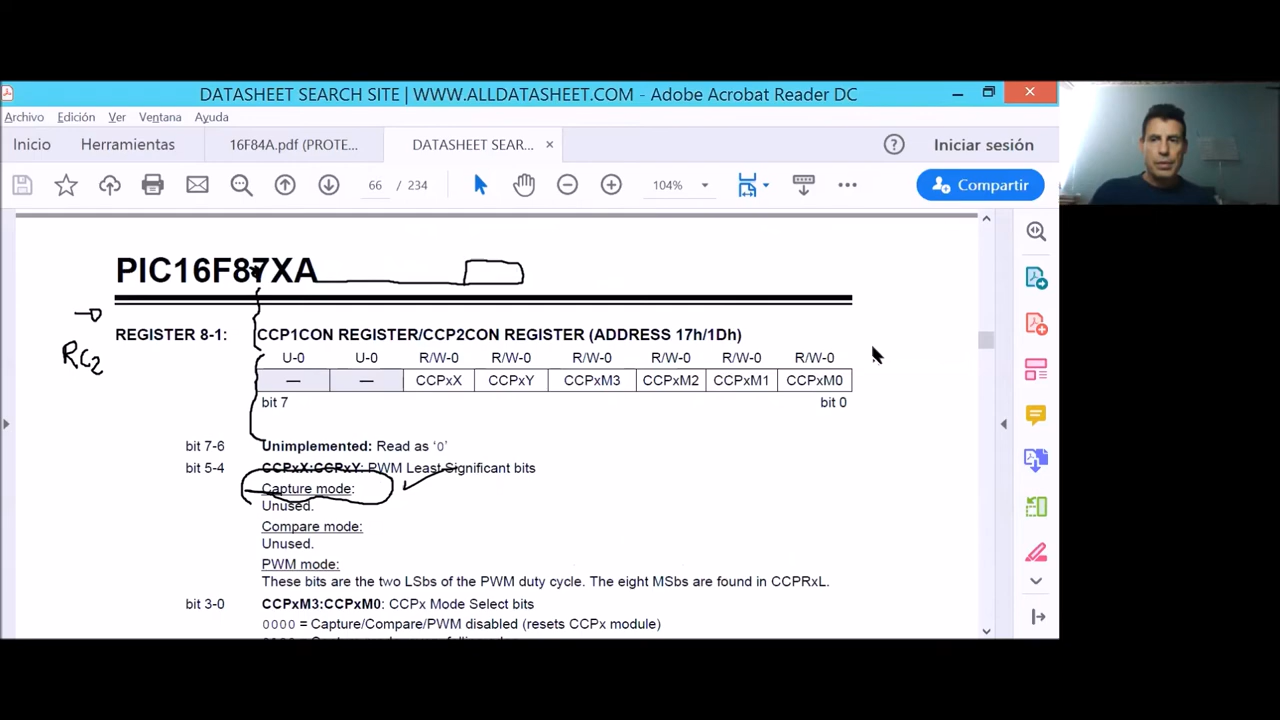 DATASHEET SEARCH SITE | WWW.ALLDATASHEET.COM - Adobe Acrobat Reader DC
Archivo Edición Ver Ventana Ayuda
Inicio Herramientas 16F84A.pdf (PROTE... DATASHEET SEAR... × ? Iniciar sesión
66 / 234 104% Compartir
PIC16F87XA
REGISTER 8-1: CCP1CON REGISTER/CCP2CON REGISTER (ADDRESS 17h/1Dh)
RC2
U-0 U-0 R/W-0 R/W-0 R/W-0 R/W-0 R/W-0 R/W-0
— — CCPxX CCPxY CCPxM3 CCPxM2 CCPxM1 CCPxM0
bit 7 bit 0
bit 7-6 Unimplemented: Read as ‘0’
bit 5-4 CCPxX:CCPxY: PWM Least Significant bits
Capture mode:
Unused.
Compare mode:
Unused.
PWM mode:
These bits are the two LSbs of the PWM duty cycle. The eight MSbs are found in CCPRxL.
bit 3-0 CCPxM3:CCPxM0: CCPx Mode Select bits
0000 = Capture/Compare/PWM disabled (resets CCPx module)